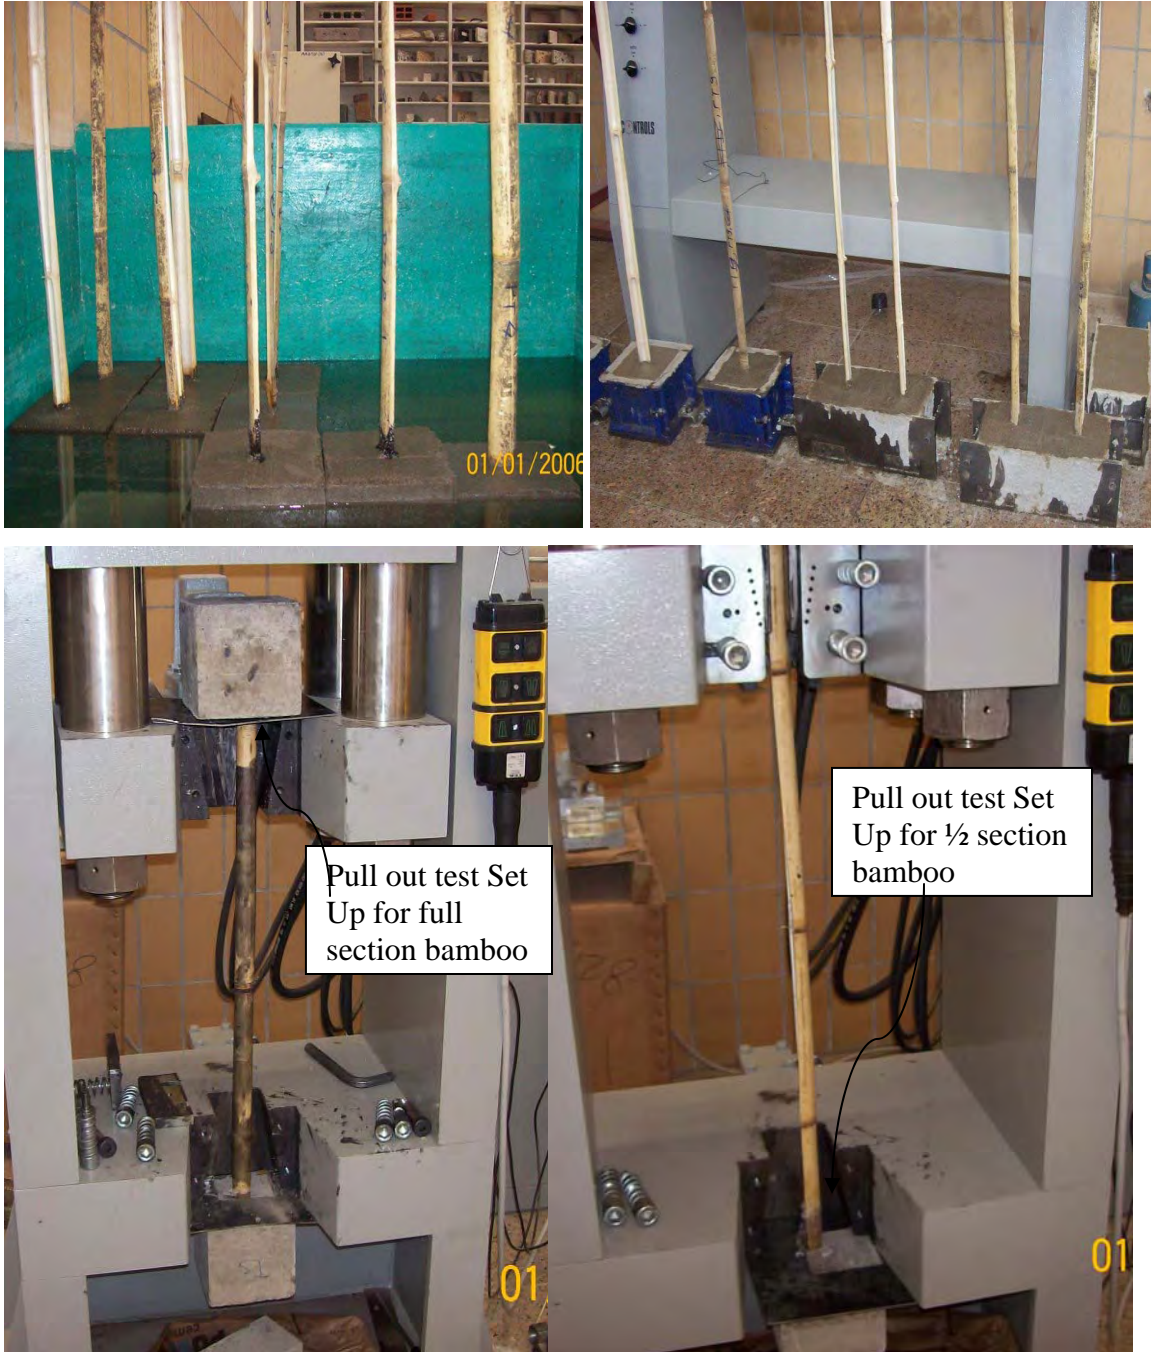 01/01/2006
CONTROLS
Pull out test Set
Up for full
section bamboo
Pull out test Set
Up for ½ section
bamboo
01
01